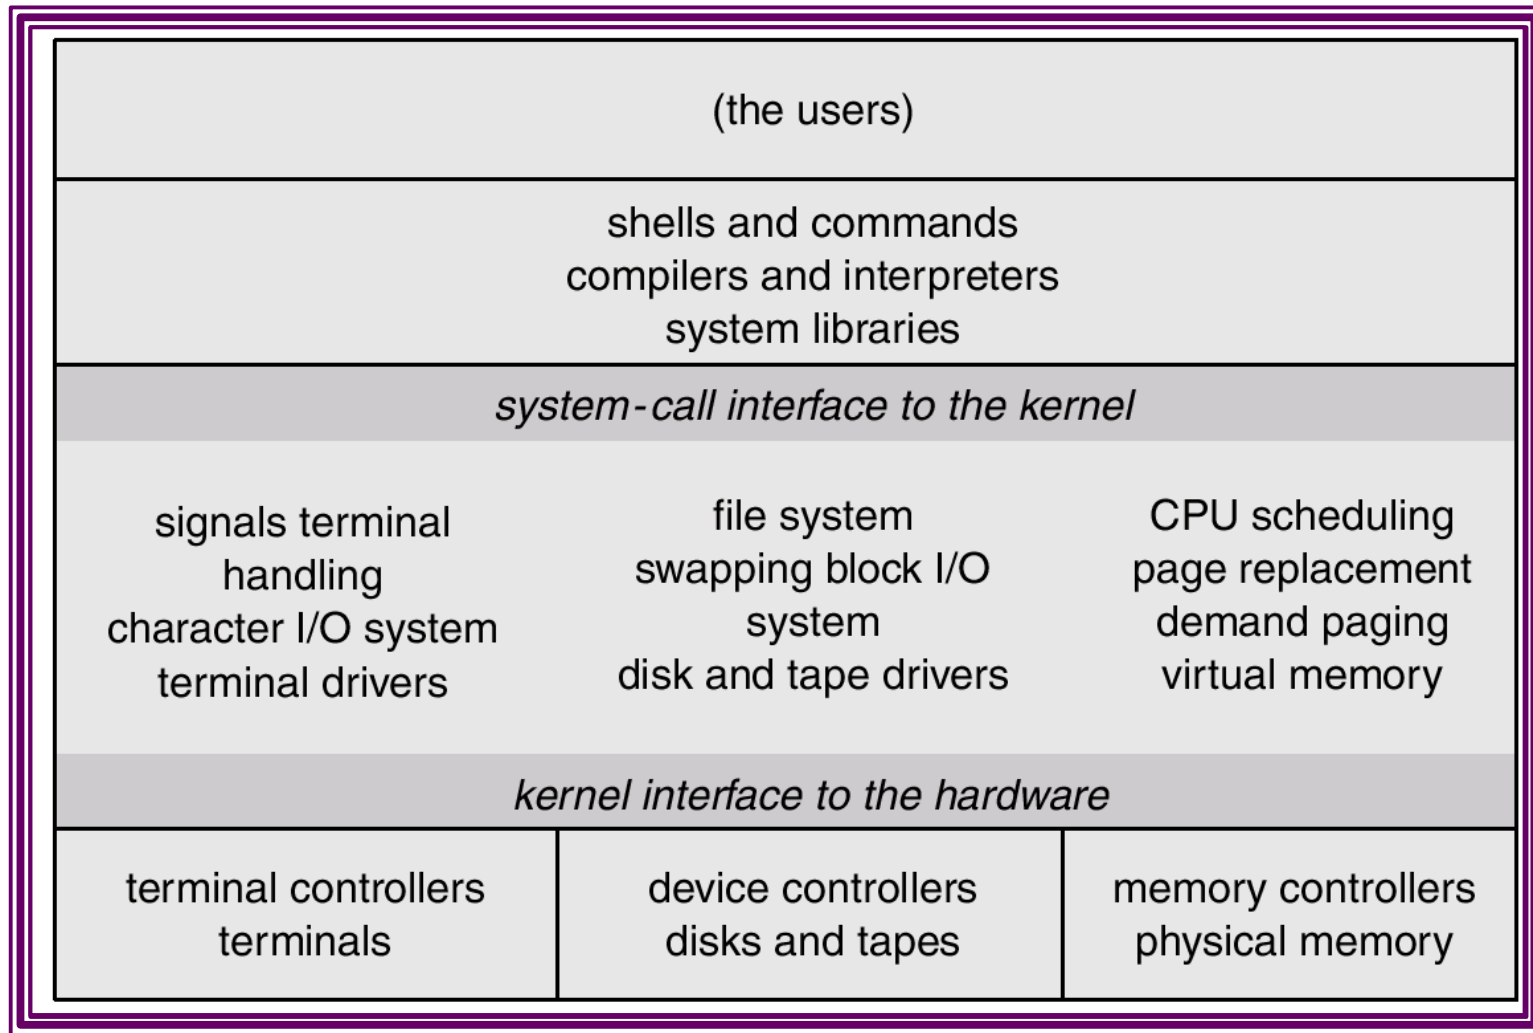 (the users)
shells and commands
compilers and interpreters
system libraries
system-call interface to the kernel
signals terminal
handling
character I/O system
terminal drivers
file system
swapping block I/O
system
disk and tape drivers
CPU scheduling
page replacement
demand paging
virtual memory
kernel interface to the hardware
terminal controllers
terminals
device controllers
disks and tapes
memory controllers
physical memory